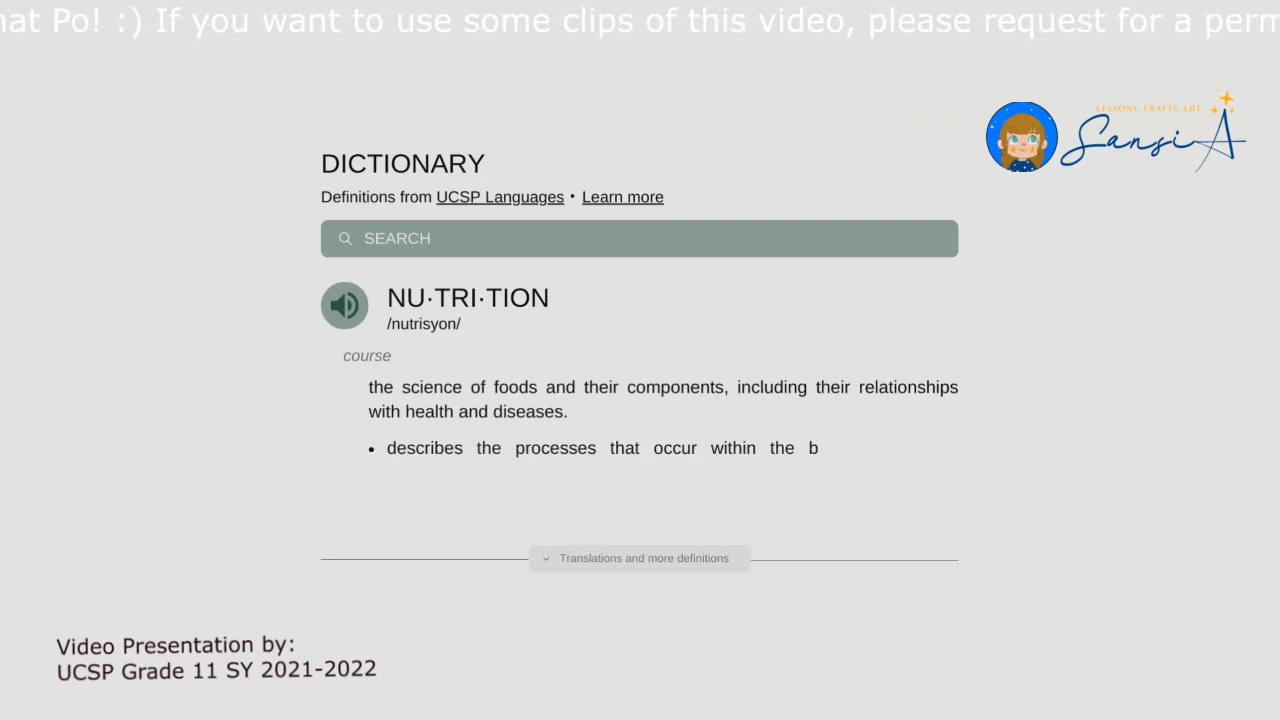 hat Po! :) If you want to use some clips of this video, please request for a perm
LESSONS. CRAFTS. LIFE.
SansiA
DICTIONARY
Definitions from UCSP Languages • Learn more
SEARCH
NU·TRI·TION
/nutrisyon/
course
the science of foods and their components, including their relationships
with health and diseases.
• describes the processes that occur within the b
Translations and more definitions
Video Presentation by:
UCSP Grade 11 SY 2021-2022